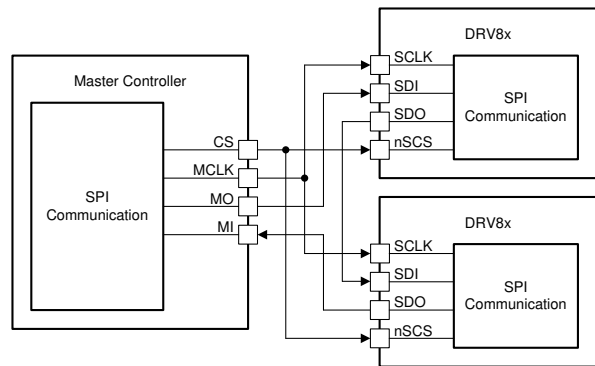 Master Controller
SPI
Communication
CS
MCLK
MO
MI
DRV8x
SCLK
SDI
SDO
nSCS
SPI
Communication
DRV8x
SCLK
SDI
SDO
nSCS
SPI
Communication